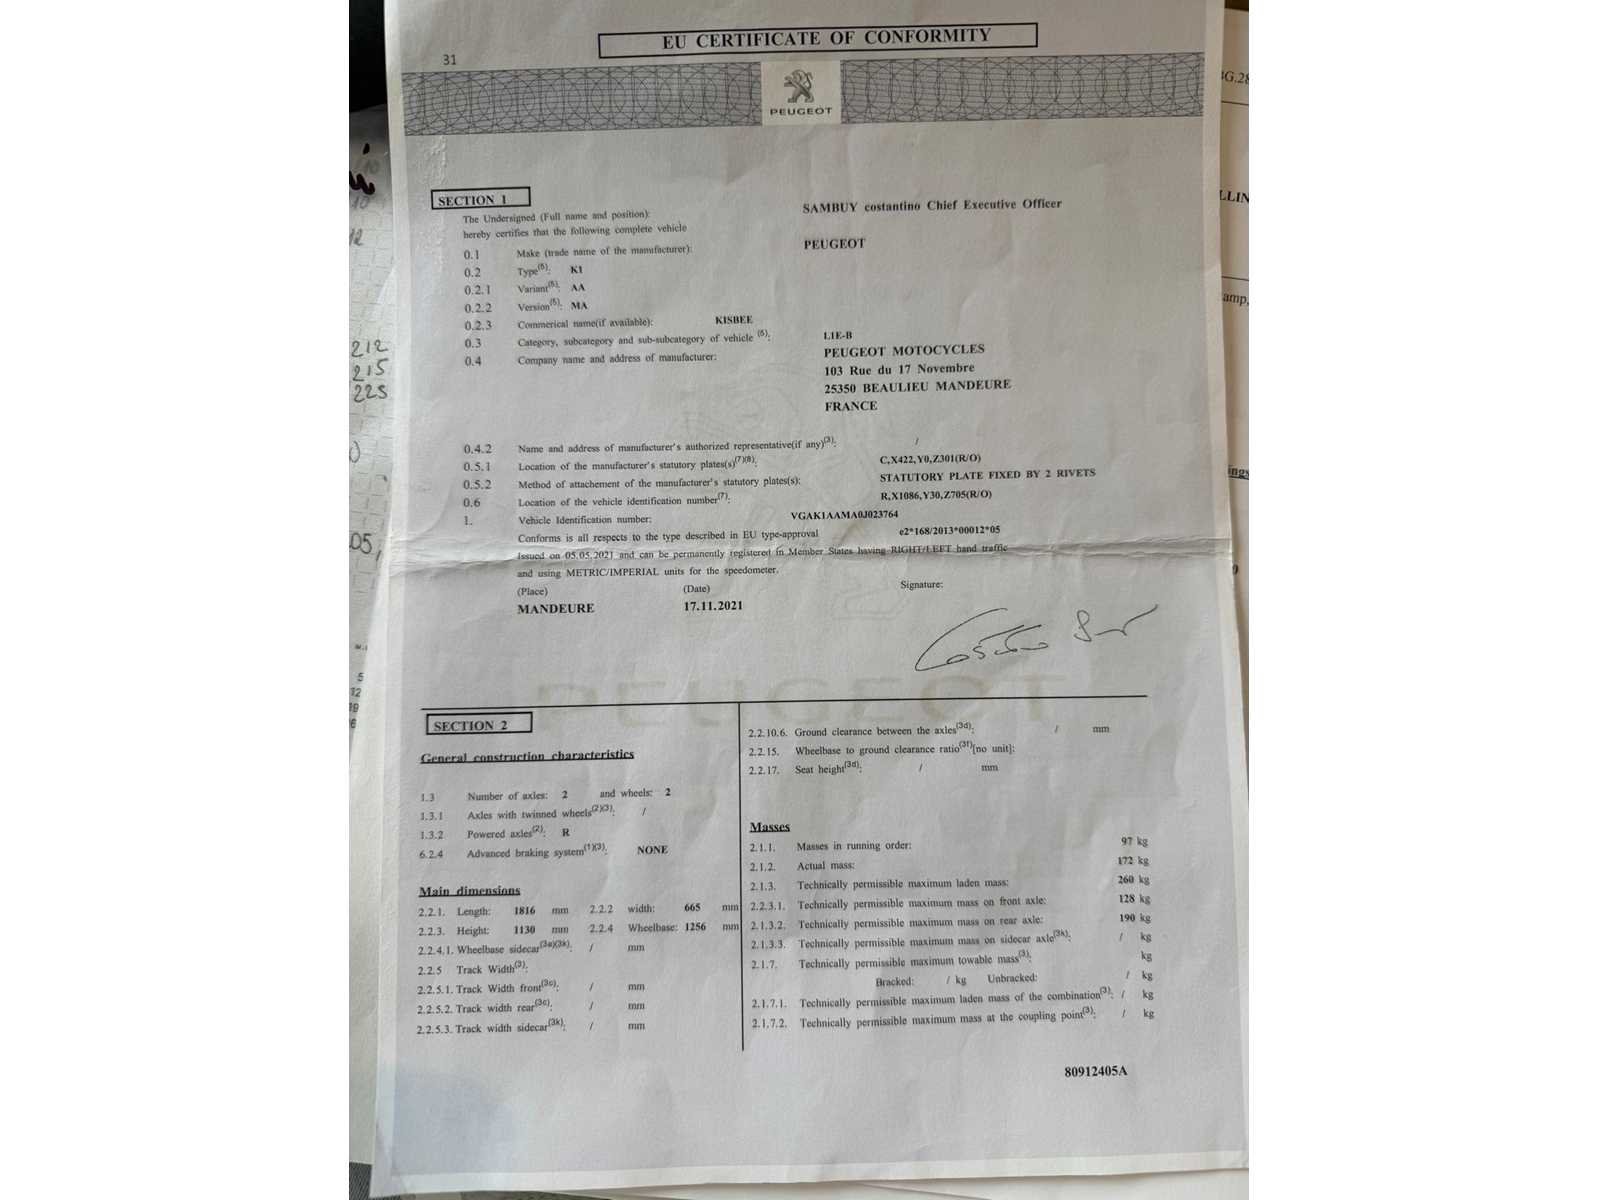 EU CERTIFICATE OF CONFORMITY
31
PEUGEOT
SECTION 1
The Undersigned (Full name and position): SAMBUY costantino Chief Executive Officer
hereby certifies that the following complete vehicle
0.1 Make (trade name of the manufacturer): PEUGEOT
0.2 Type(5): K1
0.2.1 Variant(5): AA
0.2.2 Version(5): MA
0.2.3 Commerical name(if available): KISBEE
0.3 Category, subcategory and sub-subcategory of vehicle (6): L1E-B
0.4 Company name and address of manufacturer: PEUGEOT MOTOCYCLES
103 Rue du 17 Novembre
25350 BEAULIEU MANDEURE
FRANCE
0.4.2 Name and address of manufacturer's authorized representative(if any)(3): /
0.5.1 Location of the manufacturer's statutory plates(s)(7)(8): C,X422,Y0,Z301(R/O)
0.5.2 Method of attachement of the manufacturer's statutory plates(s): STATUTORY PLATE FIXED BY 2 RIVETS
0.6 Location of the vehicle identification number(7): R,X1086,Y30,Z705(R/O)
1. Vehicle Identification number: VGAK1AAMA0J023764
Conforms is all respects to the type described in EU type-approval e2*168/2013*00012*05
Issued on 05.05.2021 and can be permanently registered in Member States having RIGHT/LEFT hand traffic
and using METRIC/IMPERIAL units for the speedometer.
(Place) (Date) Signature:
MANDEURE 17.11.2021
PEUGEOT
SECTION 2
General construction characteristics
1.3 Number of axles: 2 and wheels: 2
1.3.1 Axles with twinned wheels(2)(3): /
1.3.2 Powered axles(2): R
6.2.4 Advanced braking system(1)(3): NONE
Main dimensions
2.2.1. Length: 1816 mm 2.2.2 width: 665 mm
2.2.3. Height: 1130 mm 2.2.4 Wheelbase: 1256 mm
2.2.4.1. Wheelbase sidecar(3e)(3k): / mm
2.2.5 Track Width(3):
2.2.5.1. Track Width front(3c): / mm
2.2.5.2. Track width rear(3c): / mm
2.2.5.3. Track width sidecar(3k): / mm
2.2.10.6. Ground clearance between the axles(3d): / mm
2.2.15. Wheelbase to ground clearance ratio(3f)[no unit]:
2.2.17. Seat height(3d): / mm
Masses
2.1.1. Masses in running order: 97 kg
2.1.2. Actual mass: 172 kg
2.1.3. Technically permissible maximum laden mass: 260 kg
2.2.3.1. Technically permissible maximum mass on front axle: 128 kg
2.1.3.2. Technically permissible maximum mass on rear axle: 190 kg
2.1.3.3. Technically permissible maximum mass on sidecar axle(3k): / kg
2.1.7. Technically permissible maximum towable mass(3): kg
Bracked: / kg Unbracked: / kg
2.1.7.1. Technically permissible maximum laden mass of the combination(3): / kg
2.1.7.2. Technically permissible maximum mass at the coupling point(3): / kg
80912405A
212
215
225